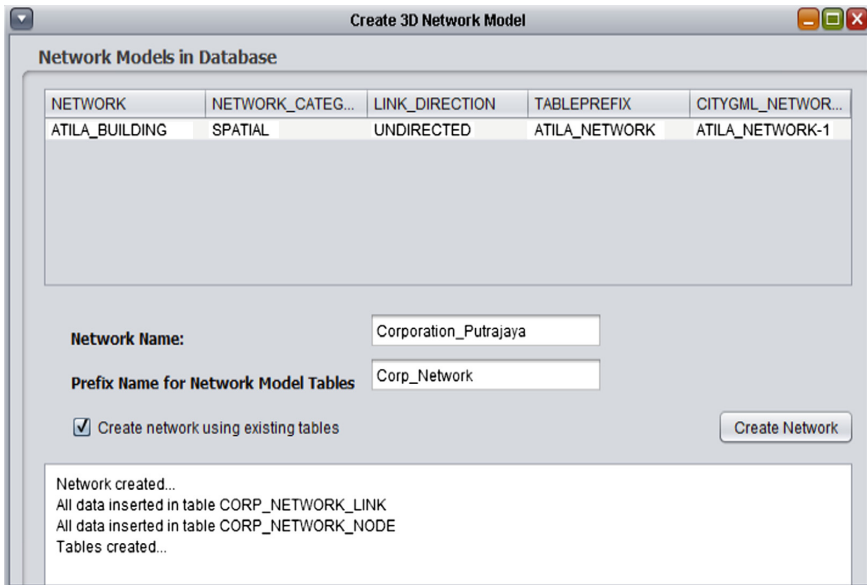 Create 3D Network Model
Network Models in Database
NETWORK NETWORK_CATEG... LINK_DIRECTION TABLEPREFIX CITYGML_NETWOR...
ATILA_BUILDING SPATIAL UNDIRECTED ATILA_NETWORK ATILA_NETWORK-1
Network Name: Corporation_Putrajaya
Prefix Name for Network Model Tables Corp_Network
Create network using existing tables Create Network
Network created...
All data inserted in table CORP_NETWORK_LINK
All data inserted in table CORP_NETWORK_NODE
Tables created...